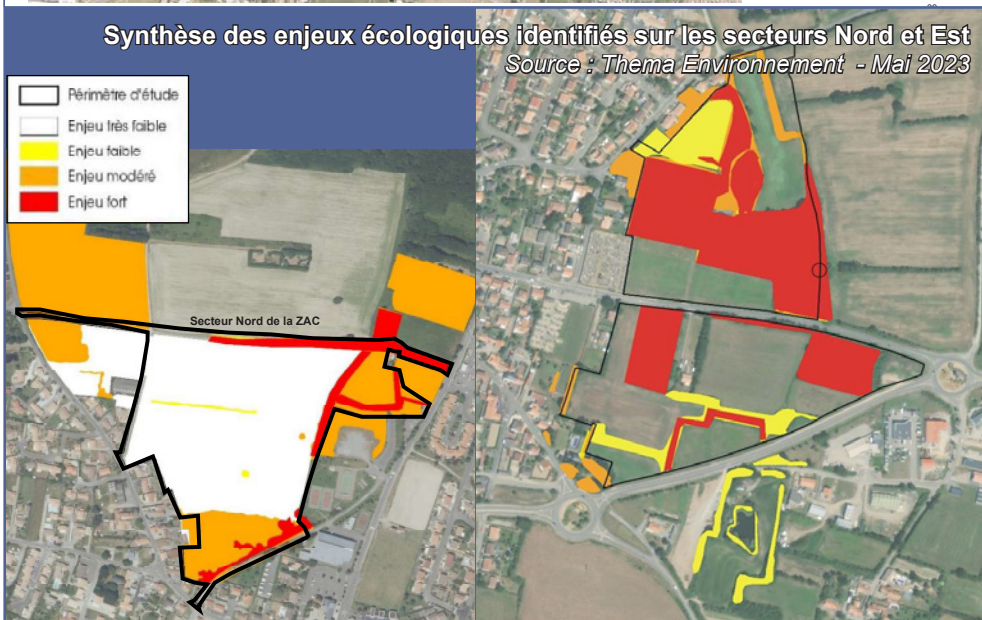 Synthèse des enjeux écologiques identifiés sur les secteurs Nord et Est
Source : Thema Environnement - Mai 2023
Périmètre d'étude
Enjeu très faible
Enjeu faible
Enjeu modéré
Enjeu fort
Secteur Nord de la ZAC